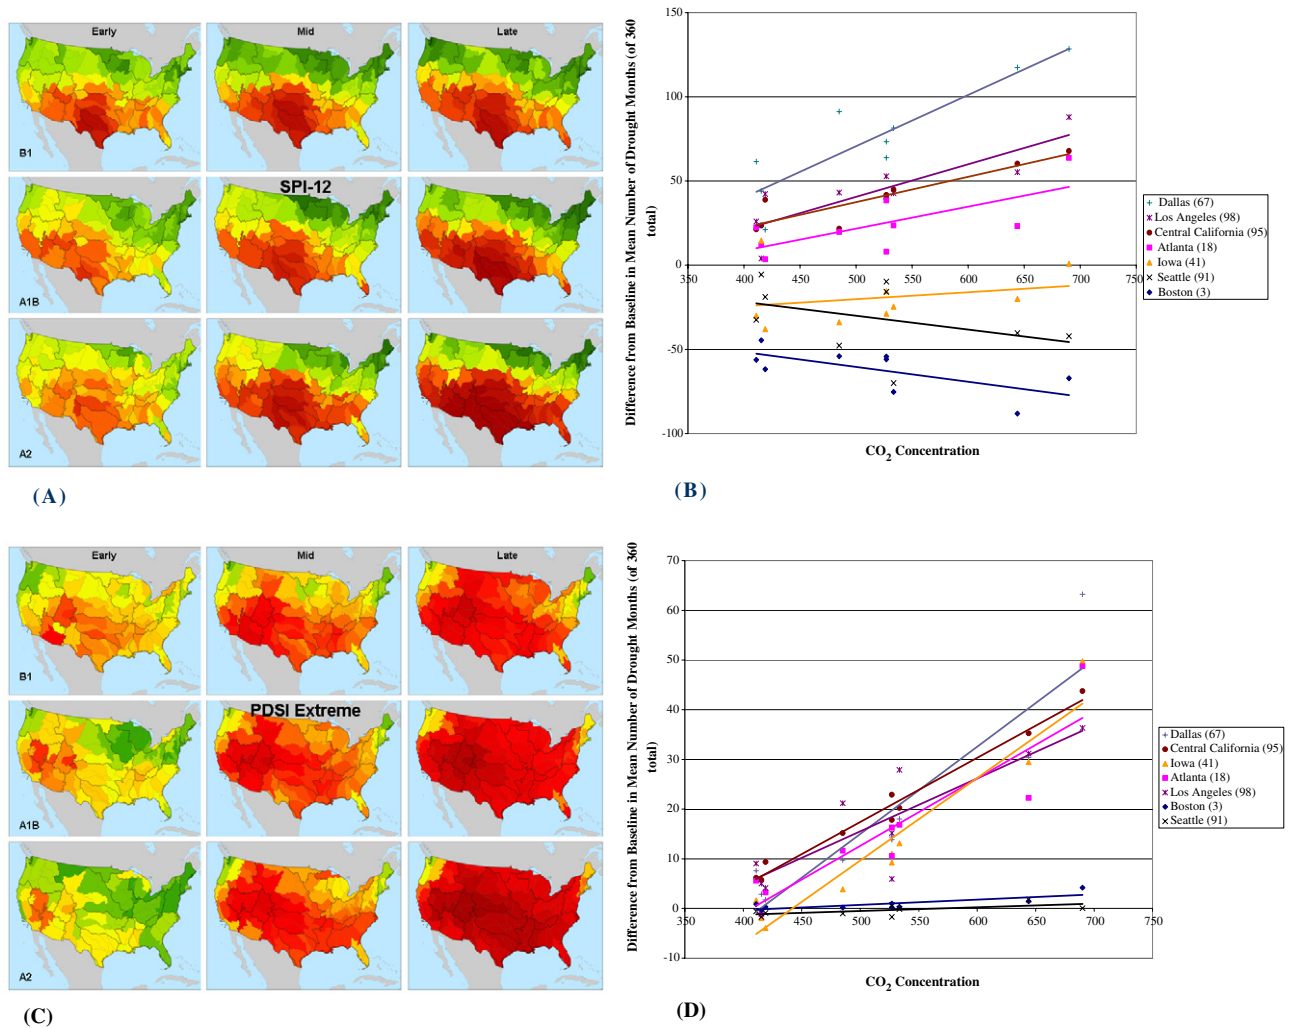 Early
Mid
Late
B1
SPI-12
A1B
A2
(A)
Difference from Baseline in Mean Number of Drought Months (of 360
total)
150
100
50
0
-50
-100
350
400
450
500
550
600
650
700
750
CO2 Concentration
Dallas (67)
Los Angeles (98)
Central California (95)
Atlanta (18)
Iowa (41)
Seattle (91)
Boston (3)
(B)
Early
Mid
Late
B1
PDSI Extreme
A1B
A2
(C)
Difference from Baseline in Mean Number of Drought Months (of 360
total)
70
60
50
40
30
20
10
0
-10
350
400
450
500
550
600
650
700
750
CO2 Concentration
Dallas (67)
Central California (95)
Iowa (41)
Atlanta (18)
Los Angeles (98)
Boston (3)
Seattle (91)
(D)